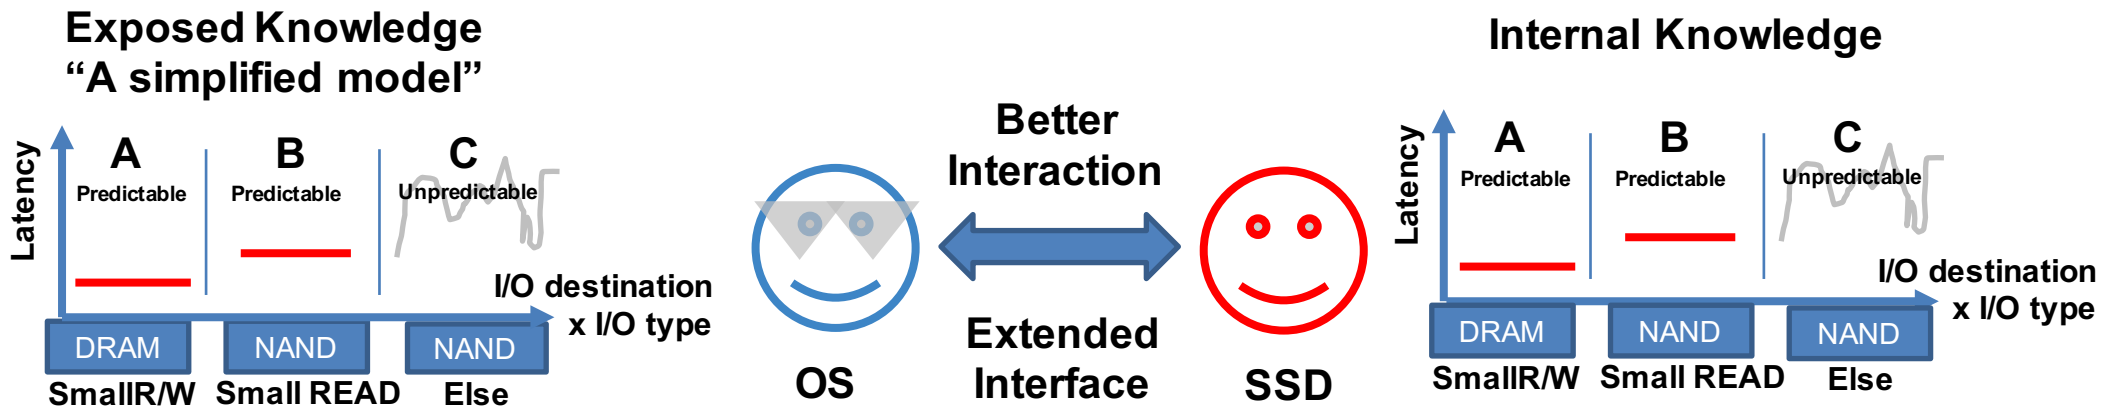 Exposed Knowledge
“A simplified model”
Latency
A
Predictable
B
Predictable
C
Unpredictable
I/O destination
x I/O type
DRAM
NAND
NAND
SmallR/W
Small READ
Else
OS
Better
Interaction
Extended
Interface
SSD
Internal Knowledge
Latency
A
Predictable
B
Predictable
C
Unpredictable
I/O destination
x I/O type
DRAM
NAND
NAND
SmallR/W
Small READ
Else